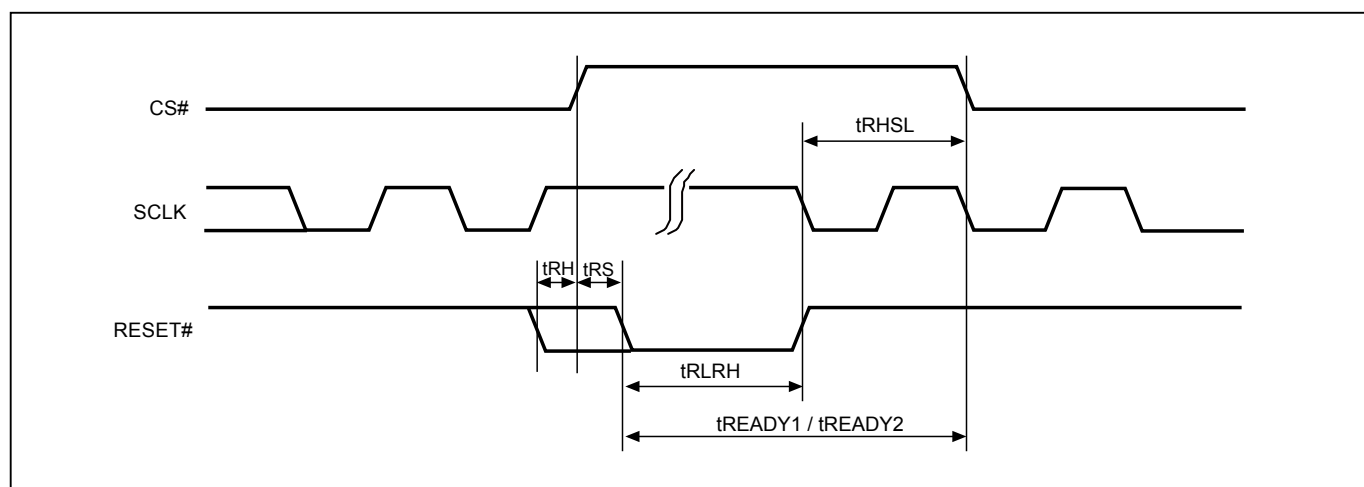 CS#
tRHSL
SCLK
tRH tRS
RESET#
tRLRH
tREADY1 / tREADY2